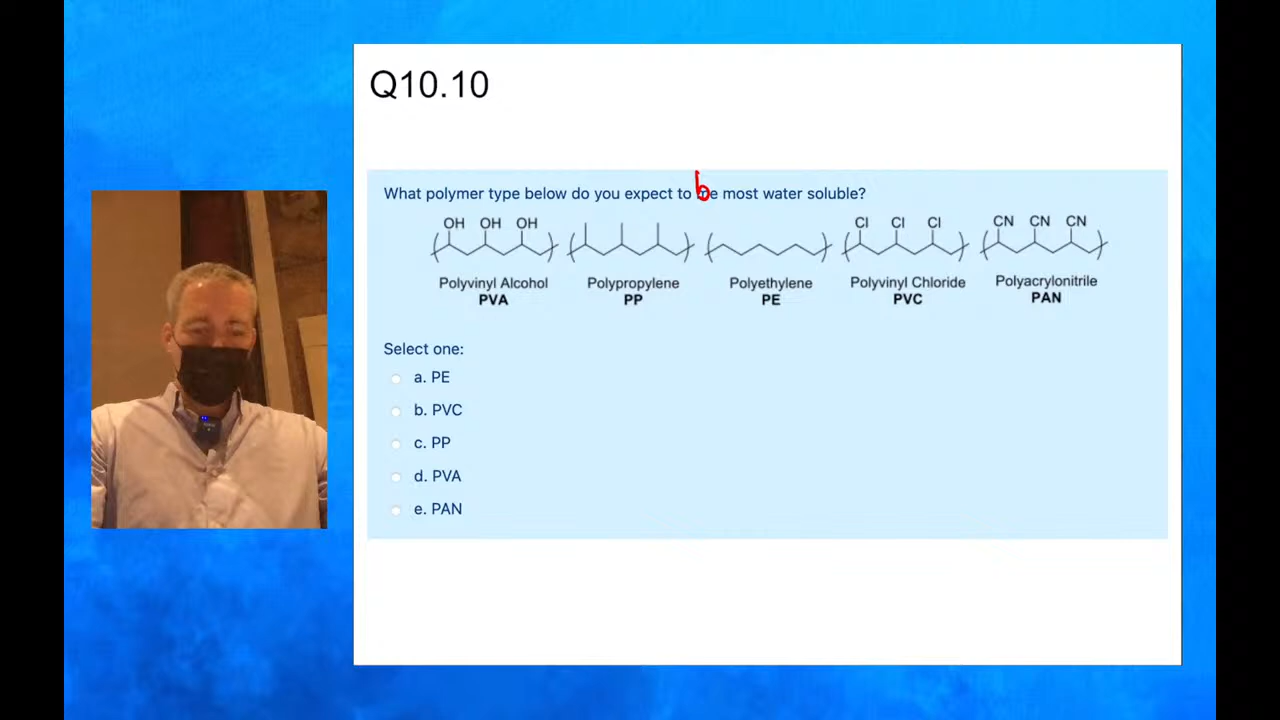 Q10.10
What polymer type below do you expect to be most water soluble?
OH OH OH Cl Cl Cl CN CN CN
Polyvinyl Alcohol Polypropylene Polyethylene Polyvinyl Chloride Polyacrylonitrile
PVA PP PE PVC PAN
Select one:
a. PE
b. PVC
c. PP
d. PVA
e. PAN